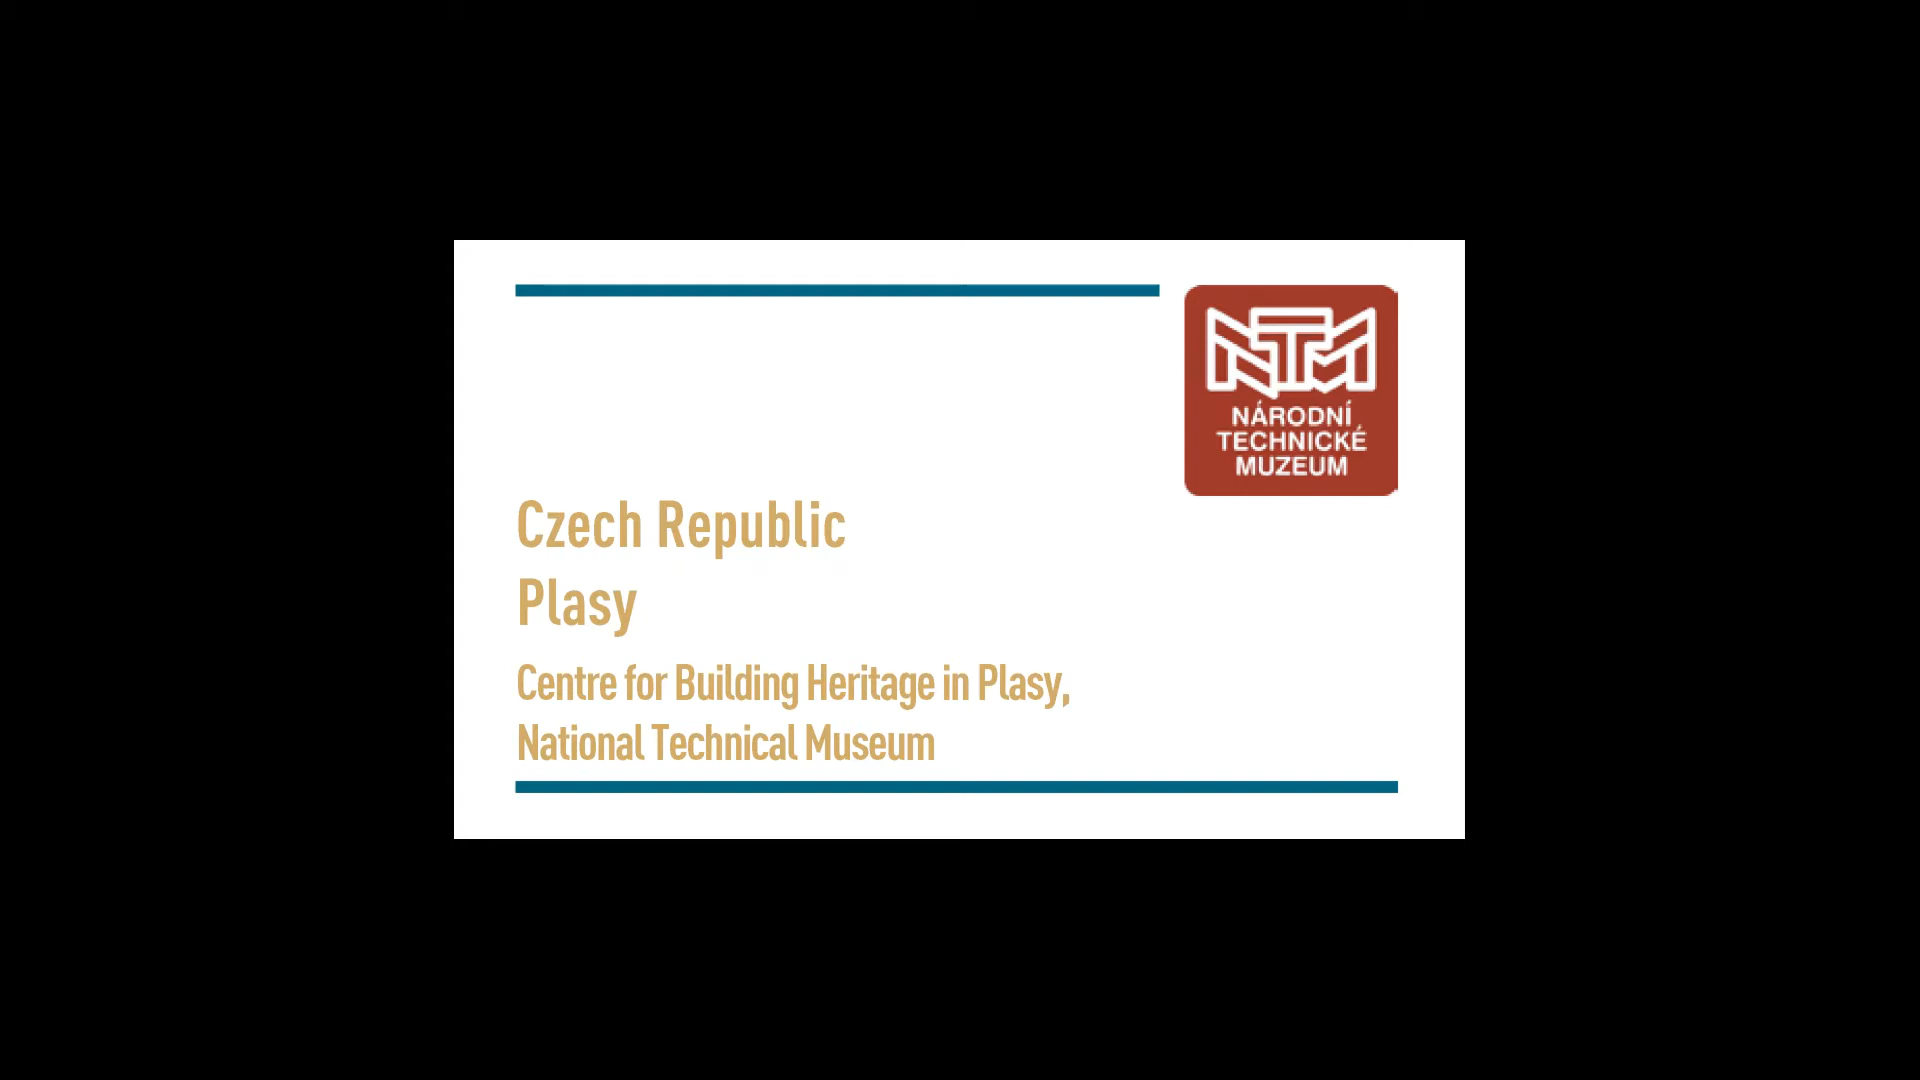 NTM
NÁRODNÍ
TECHNICKÉ
MUZEUM
Czech Republic
Plasy
Centre for Building Heritage in Plasy,
National Technical Museum